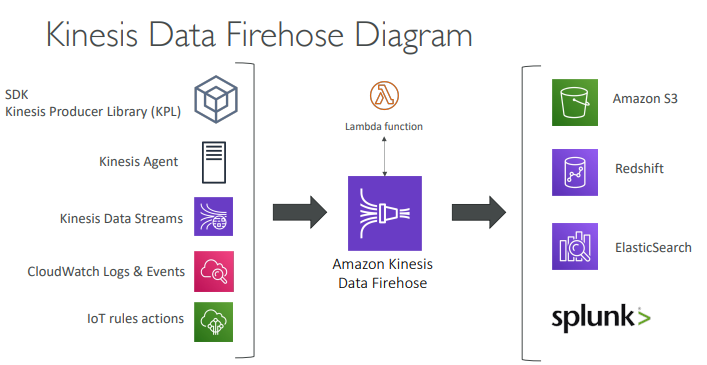 Kinesis Data Firehose Diagram
SDK
Kinesis Producer Library (KPL)
Kinesis Agent
Kinesis Data Streams
CloudWatch Logs & Events
IoT rules actions
Lambda function
Amazon Kinesis
Data Firehose
Amazon S3
Redshift
ElasticSearch
splunk>